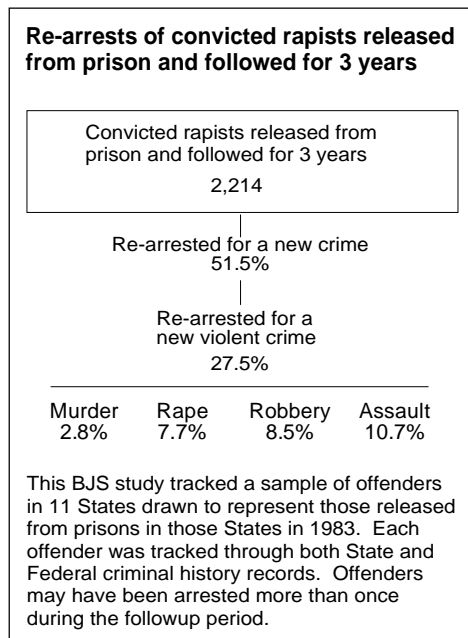 Re-arrests of convicted rapists released
from prison and followed for 3 years
Convicted rapists released from
prison and followed for 3 years
2,214
Re-arrested for a new crime
51.5%
Re-arrested for a
new violent crime
27.5%
Murder Rape Robbery Assault
2.8% 7.7% 8.5% 10.7%
This BJS study tracked a sample of offenders
in 11 States drawn to represent those released
from prisons in those States in 1983. Each
offender was tracked through both State and
Federal criminal history records. Offenders
may have been arrested more than once
during the followup period.